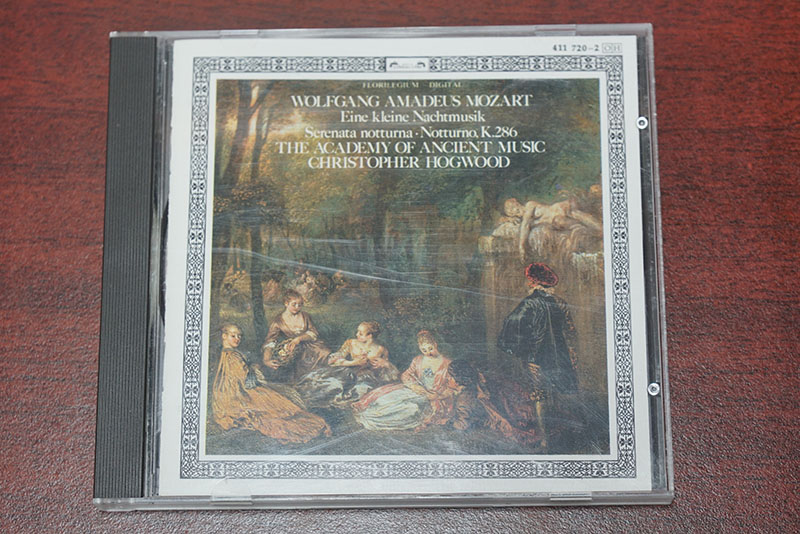 411 720-2 OH
FLORILEGIUM DIGITAL
WOLFGANG AMADEUS MOZART
Eine kleine Nachtmusik
Serenata notturna · Notturno, K.286
THE ACADEMY OF ANCIENT MUSIC
CHRISTOPHER HOGWOOD